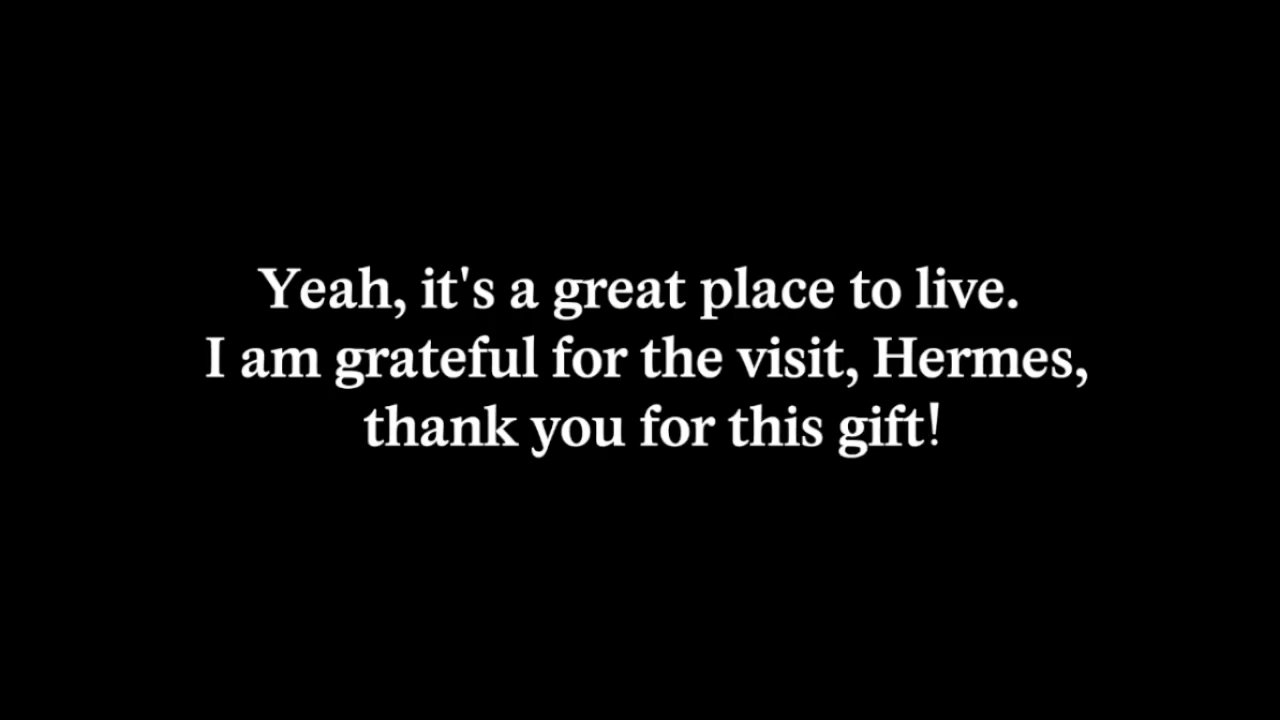 Yeah, it's a great place to live.
I am grateful for the visit, Hermes,
thank you for this gift!